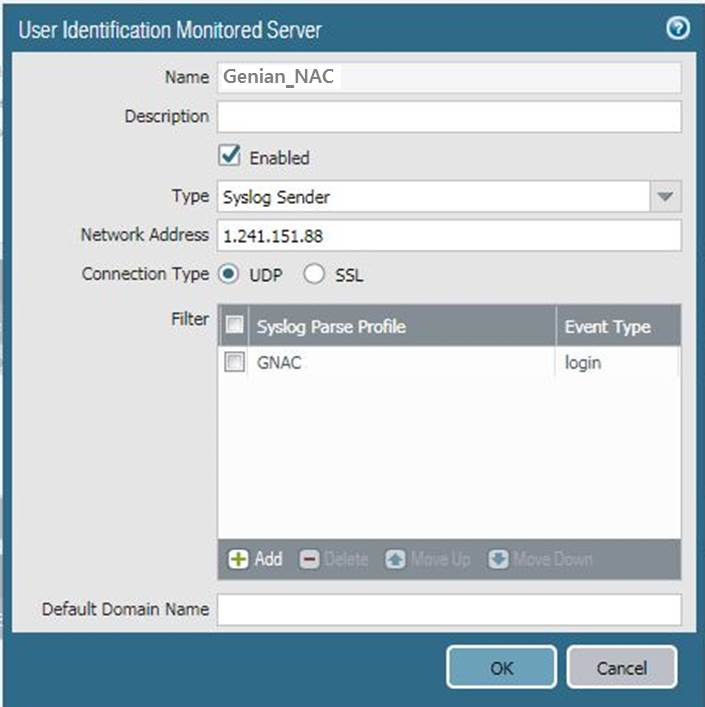 User Identification Monitored Server ?
Name Genian_NAC
Description
Enabled
Type Syslog Sender
Network Address 1.241.151.88
Connection Type UDP SSL
Filter Syslog Parse Profile Event Type
GNAC login
Add Delete Move Up Move Down
Default Domain Name
OK Cancel